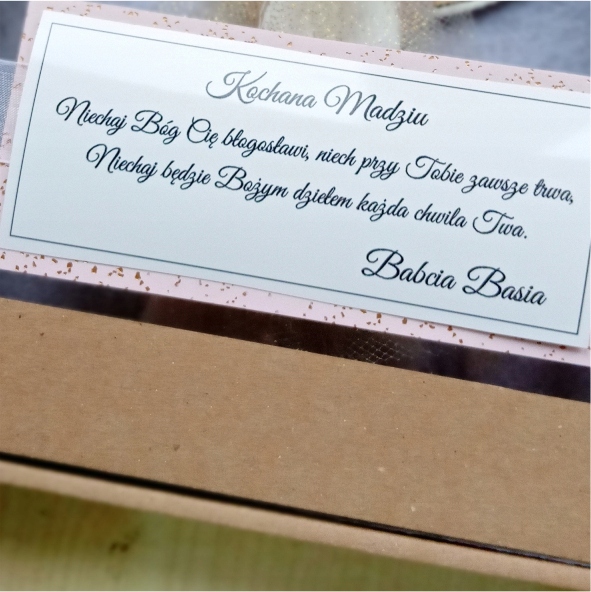 Kochana Madziu
Niechaj Bóg Cię błogosławi, niech przy Tobie zawsze trwa,
Niechaj będzie Bożym dziełem każda chwila Twa.
Babcia Basia